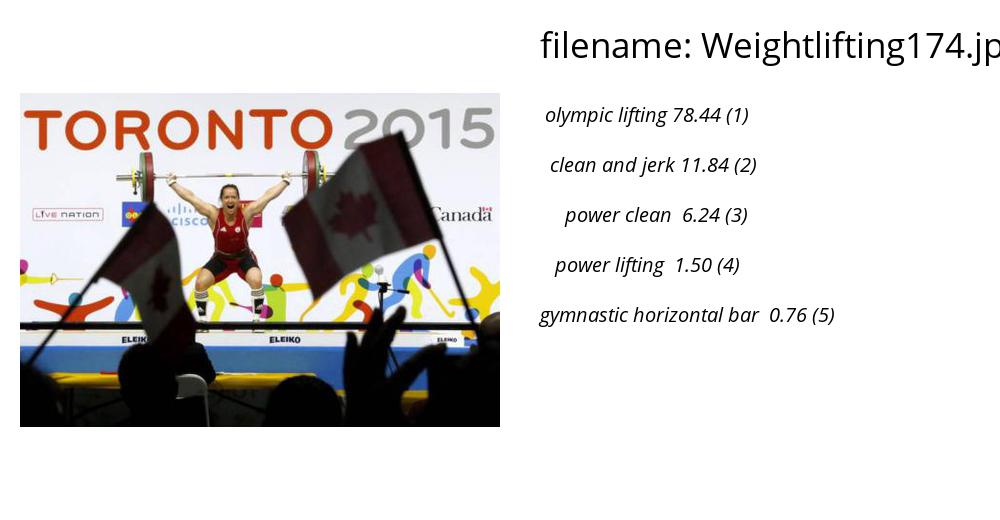 filename: Weightlifting174.jp
TORONTO 2015
olympic lifting 78.44 (1)
clean and jerk 11.84 (2)
power clean 6.24 (3)
LIVE NATION
CISCO
Canada
power lifting 1.50 (4)
gymnastic horizontal bar 0.76 (5)
ELEIKO
ELEIKO
ELEIKO